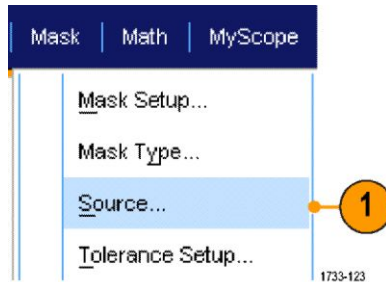 Mask Math MyScope
Mask Setup...
Mask Type...
Source...
1
Tolerance Setup...
1733-123